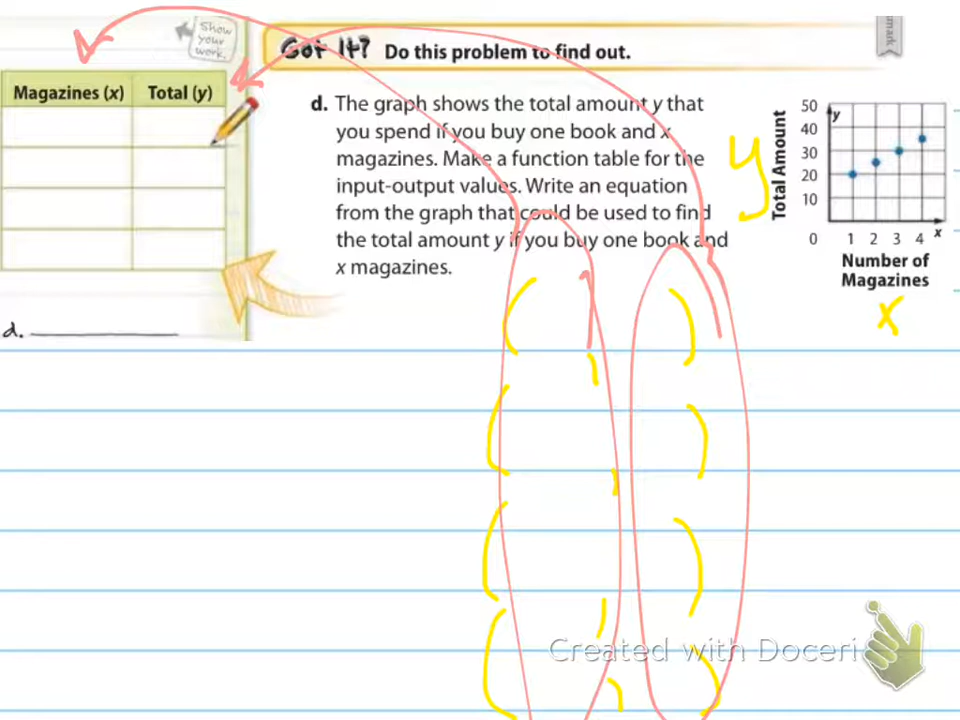 Show
your
work.
Got It? Do this problem to find out.
Magazines (x) Total (y)
d. The graph shows the total amount y that
you spend if you buy one book and x
magazines. Make a function table for the
input-output values. Write an equation
from the graph that could be used to find
the total amount y if you buy one book and
x magazines.
d.
Total Amount
50
40
30
20
10
0
y
1 2 3 4 x
Number of
Magazines
y
x
( , )
( , )
( , )
( , )
Created with Doceri